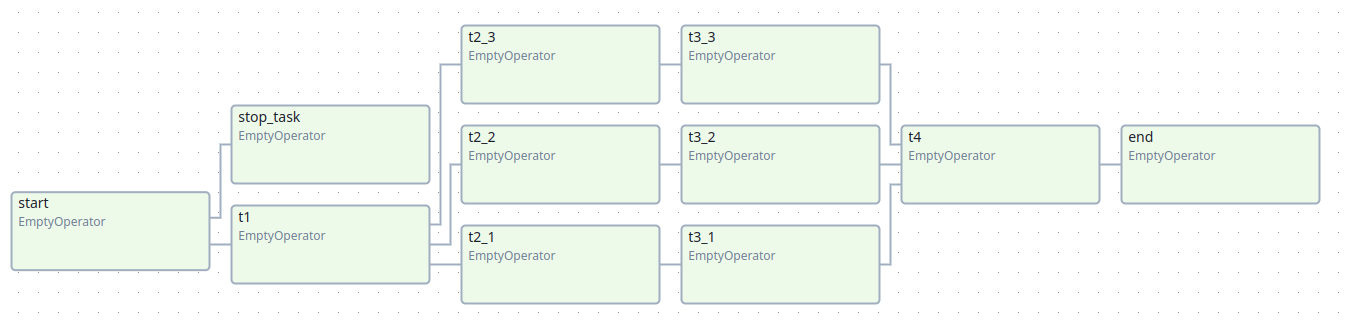 start
EmptyOperator
stop_task
EmptyOperator
t1
EmptyOperator
t2_3
EmptyOperator
t2_2
EmptyOperator
t2_1
EmptyOperator
t3_3
EmptyOperator
t3_2
EmptyOperator
t3_1
EmptyOperator
t4
EmptyOperator
end
EmptyOperator